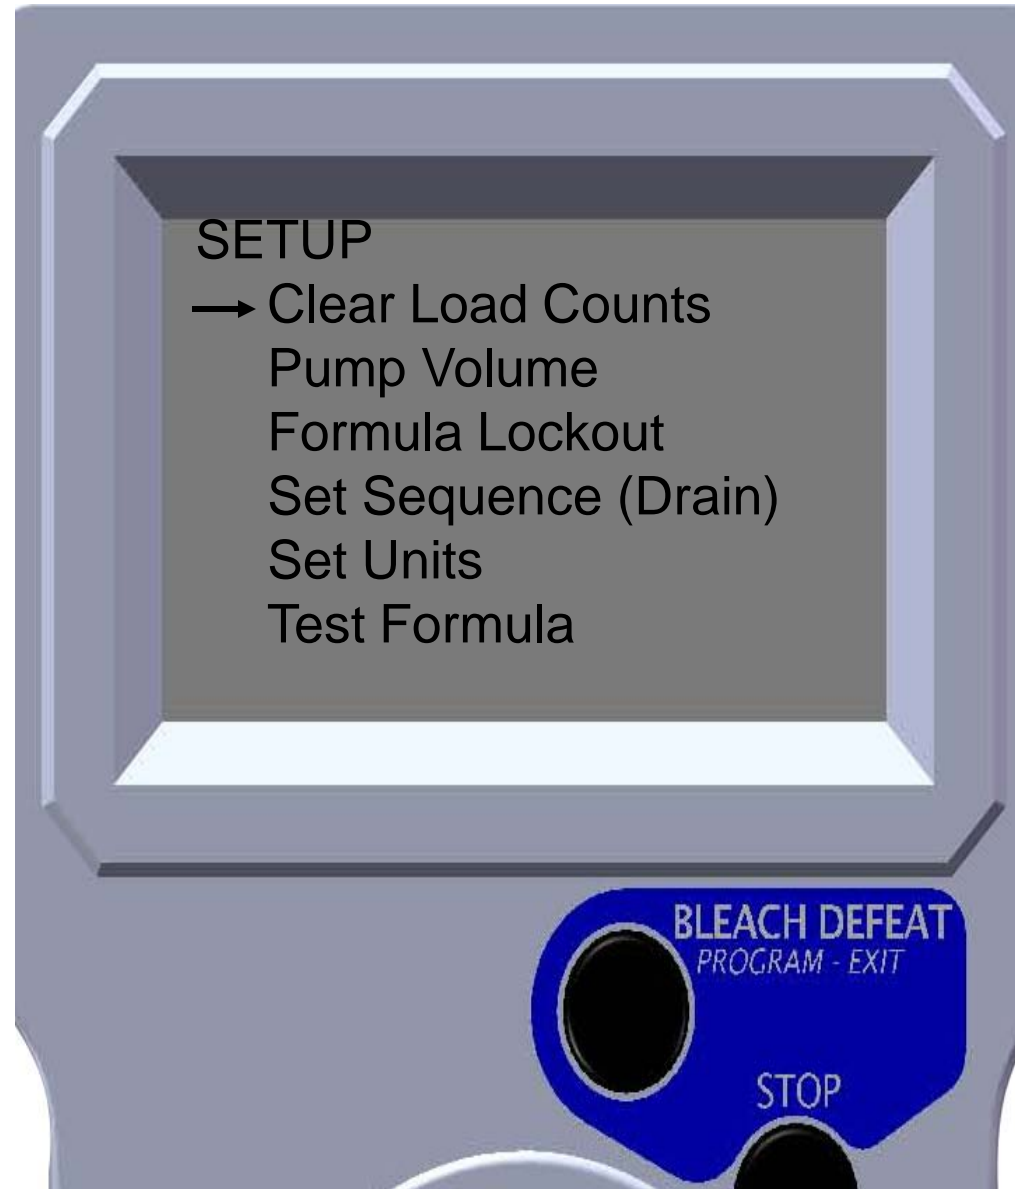 SETUP
Clear Load Counts
Pump Volume
Formula Lockout
Set Sequence (Drain)
Set Units
Test Formula
BLEACH DEFEAT
PROGRAM - EXIT
STOP